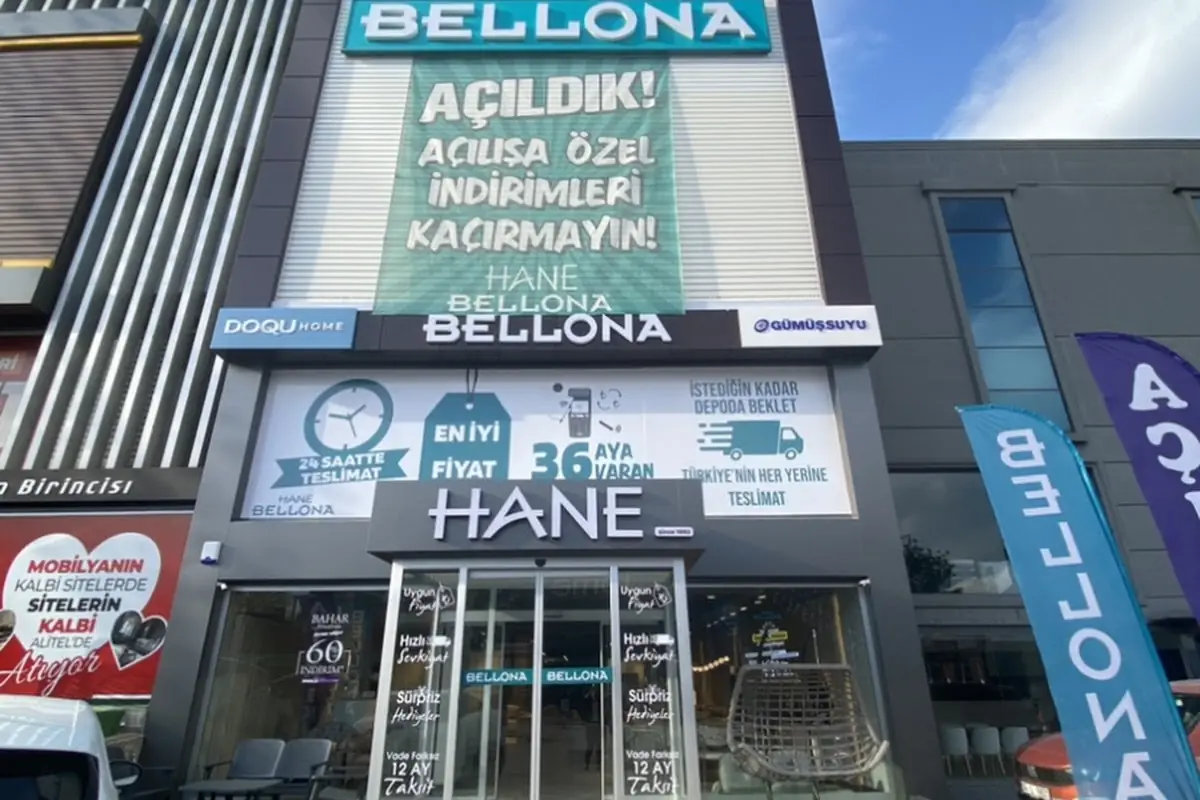 BELLONA
AÇILDIK!
AÇILIŞA ÖZEL
İNDİRİMLERİ
KAÇIRMAYIN!
HANE
BELLONA
DOQU HOME
BELLONA
GÜMÜŞSUYU
24 SAATTE
TESLİMAT
HANE
BELLONA
EN İYİ
FİYAT
36 AYA
VARAN
İSTEDİĞİN KADAR
DEPODA BEKLET
TÜRKİYE'NİN HER YERİNE
TESLİMAT
HANE
Birincisi
MOBİLYANIN
KALBİ SİTELERDE
SİTELERİN
KALBİ
ALİTEL'DE
Atıyor
BAHAR
60
İNDİRİM
Uygun
Fiyat
Hızlı
Sevkiyat
Sürpriz
Hediyeler
Vade Farksız
12 AY
Taksit
BELLONA
BELLONA
Uygun
Fiyat
Hızlı
Sevkiyat
Sürpriz
Hediyeler
Vade Farksız
12 AY
Taksit
BELLONA
AÇI